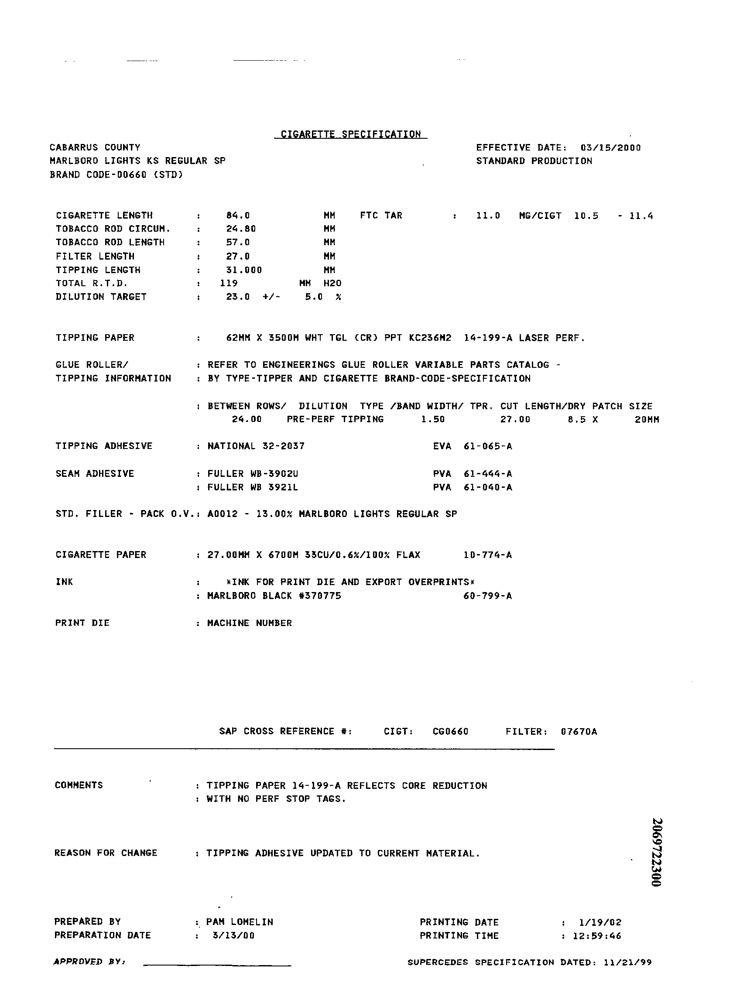 CIGARETTE SPECIFICATION
CABARRUS COUNTY EFFECTIVE DATE: 03/15/2000
MARLBORO LIGHTS KS REGULAR SP STANDARD PRODUCTION
BRAND CODE-00660 (STD)
CIGARETTE LENGTH : 84.0 MM FTC TAR : 11.0 MG/CIGT 10.5 - 11.4
TOBACCO ROD CIRCUM. : 24.80 MM
TOBACCO ROD LENGTH : 57.0 MM
FILTER LENGTH : 27.0 MM
TIPPING LENGTH : 31.000 MM
TOTAL R.T.D. : 119 MM H2O
DILUTION TARGET : 23.0 +/- 5.0 %
TIPPING PAPER : 62MM X 3500M WHT TGL (CR) PPT KC236M2 14-199-A LASER PERF.
GLUE ROLLER/ : REFER TO ENGINEERINGS GLUE ROLLER VARIABLE PARTS CATALOG -
TIPPING INFORMATION : BY TYPE-TIPPER AND CIGARETTE BRAND-CODE-SPECIFICATION
: BETWEEN ROWS/ DILUTION TYPE /BAND WIDTH/ TPR. CUT LENGTH/DRY PATCH SIZE
24.00 PRE-PERF TIPPING 1.50 27.00 8.5 X 20MM
TIPPING ADHESIVE : NATIONAL 32-2037 EVA 61-065-A
SEAM ADHESIVE : FULLER WB-3902U PVA 61-444-A
: FULLER WB 3921L PVA 61-040-A
STD. FILLER - PACK O.V.: A0012 - 13.00% MARLBORO LIGHTS REGULAR SP
CIGARETTE PAPER : 27.00MM X 6700M 33CU/0.6%/100% FLAX 10-774-A
INK : *INK FOR PRINT DIE AND EXPORT OVERPRINTS*
: MARLBORO BLACK #370775 60-799-A
PRINT DIE : MACHINE NUMBER
SAP CROSS REFERENCE #: CIGT: CG0660 FILTER: 07670A
COMMENTS : TIPPING PAPER 14-199-A REFLECTS CORE REDUCTION
: WITH NO PERF STOP TAGS.
2069722300
REASON FOR CHANGE : TIPPING ADHESIVE UPDATED TO CURRENT MATERIAL.
PREPARED BY : PAM LOMELIN PRINTING DATE : 1/19/02
PREPARATION DATE : 3/13/00 PRINTING TIME : 12:59:46
APPROVED BY: SUPERCEDES SPECIFICATION DATED: 11/21/99